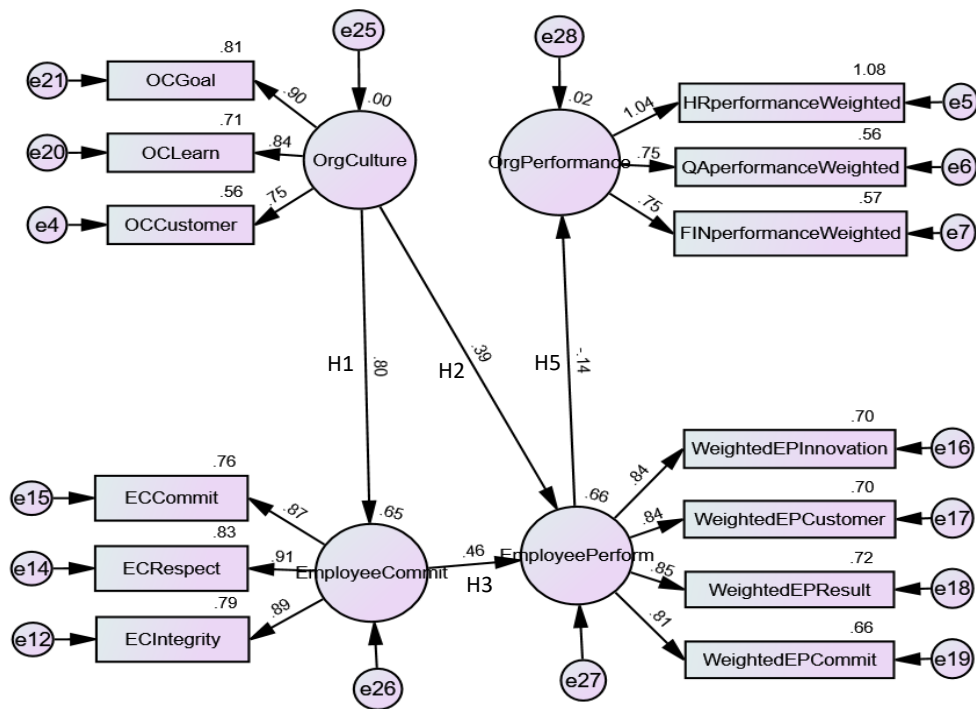 e25
e28
.81
1.08
e21
OCGoal
.90
.00
.02
1.04
HRperformanceWeighted
e5
.71
.56
e20
OCLearn
.84
OrgCulture
OrgPerformance
.75
QAperformanceWeighted
e6
.56
.57
e4
OCCustomer
.75
.75
FINperformanceWeighted
e7
H1
.80
H2
.39
H5
-.14
.70
.76
WeightedEPInnovation
e16
e15
ECCommit
.87
.65
.66
.84
.70
.83
.84
WeightedEPCustomer
e17
e14
ECRespect
.91
EmployeeCommit
.46
EmployeePerform
.72
.79
H3
.85
WeightedEPResult
e18
e12
ECIntegrity
.89
.81
.66
WeightedEPCommit
e19
e26
e27